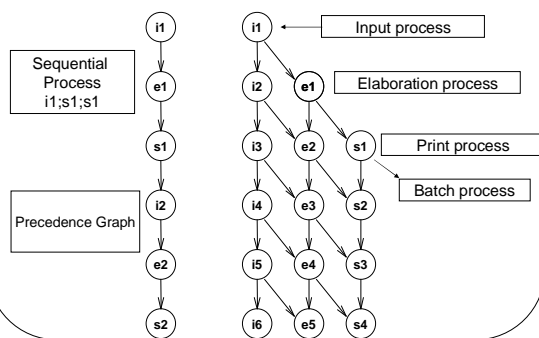 i1 i1 Input process
Sequential
Process
i1;s1;s1
e1 i2 e1 Elaboration process
s1 i3 e2 s1 Print process
Batch process
Precedence Graph
i2 i4 e3 s2
e2 i5 e4 s3
s2 i6 e5 s4